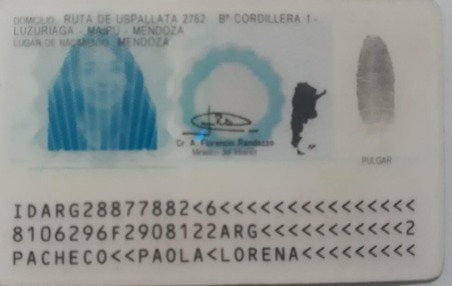 DOMICILIO: RUTA DE USPALLATA 2762 Bº CORDILLERA 1 -
LUZURIAGA - MAIPU - MENDOZA
LUGAR DE NACIMIENTO: MENDOZA
Cr. A. Florencio Randazzo
Ministro del Interior
PULGAR
IDARG28877882<6<<<<<<<<<<<<<<<
8106296F2908122ARG<<<<<<<<<<<2
PACHECO<<PAOLA<LORENA<<<<<<<<<